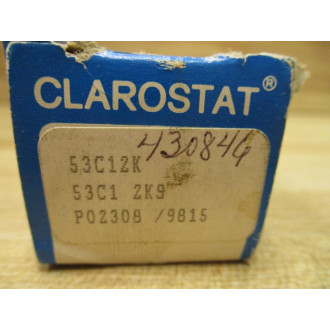 CLAROSTAT®
430846
53C12K
53C1 2K9
P02308 /9815